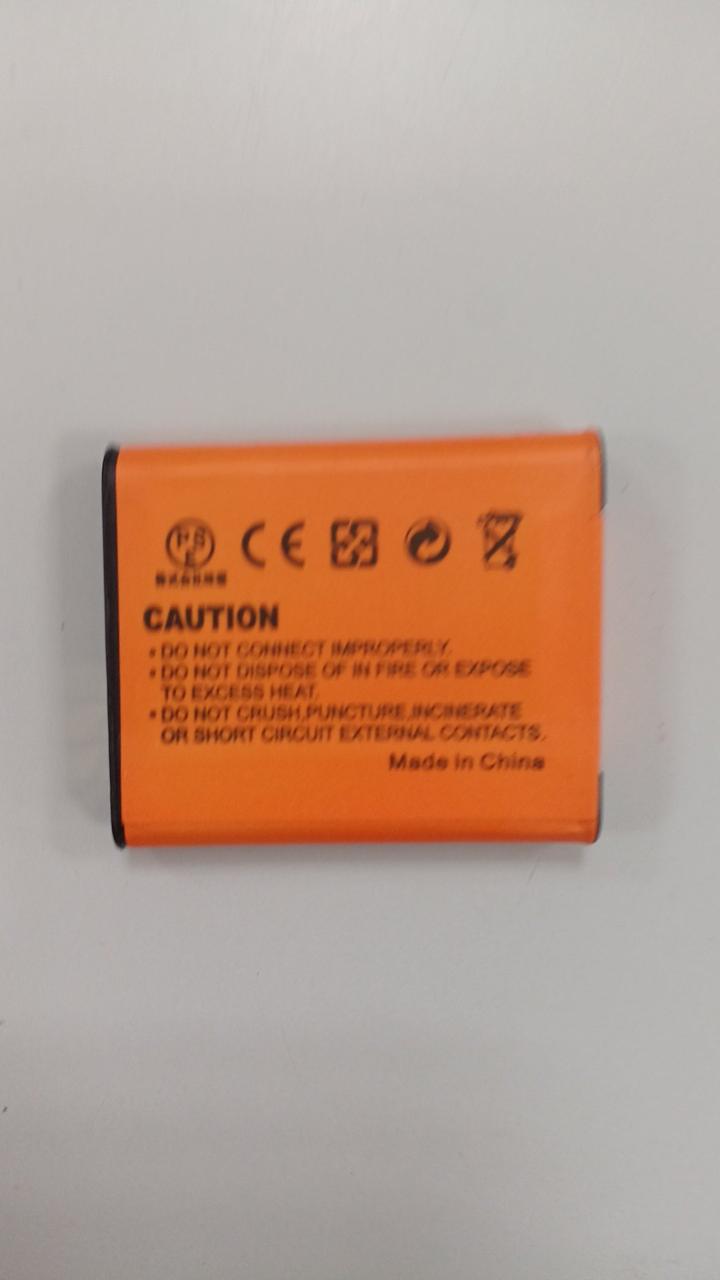 CE
CAUTION
• DO NOT CONNECT IMPROPERLY.
• DO NOT DISPOSE OF IN FIRE OR EXPOSE
TO EXCESS HEAT.
• DO NOT CRUSH,PUNCTURE,INCINERATE
OR SHORT CIRCUIT EXTERNAL CONTACTS.
Made in China